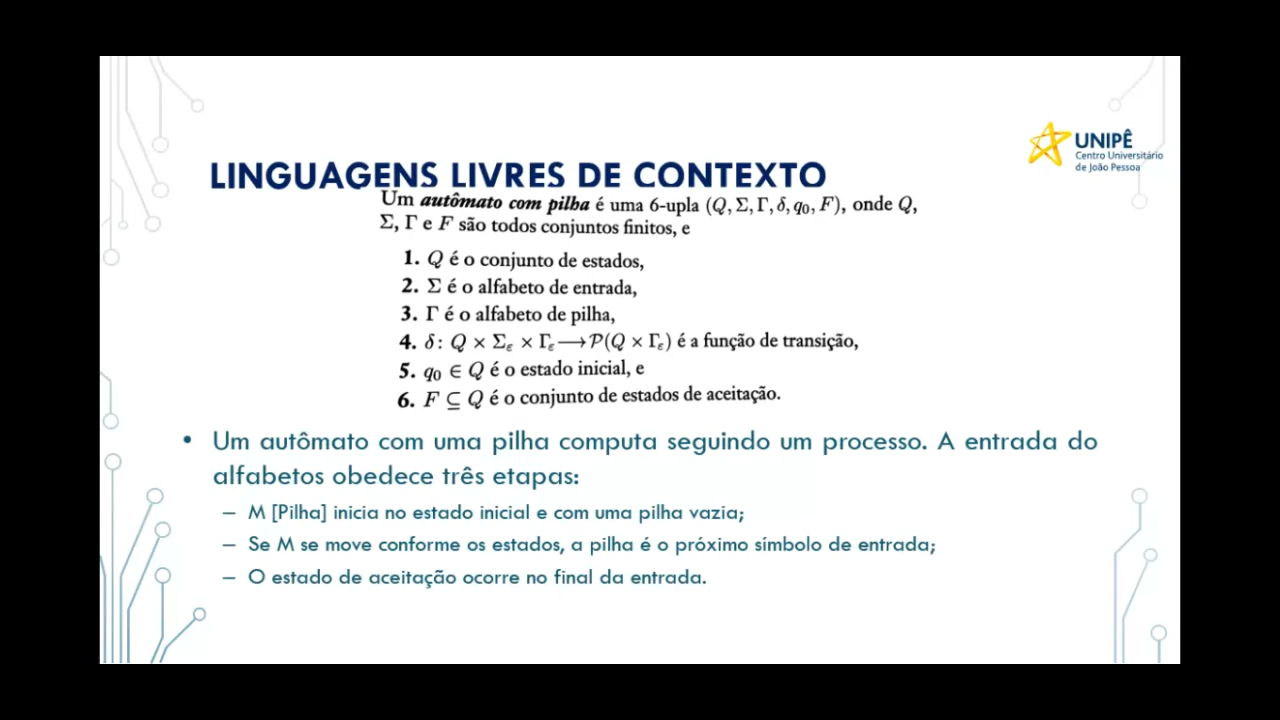 UNIPÊ
Centro Universitário
de João Pessoa
LINGUAGENS LIVRES DE CONTEXTO
Um autômato com pilha é uma 6-upla (Q, Σ, Γ, δ, q₀, F), onde Q,
Σ, Γ e F são todos conjuntos finitos, e
1. Q é o conjunto de estados,
2. Σ é o alfabeto de entrada,
3. Γ é o alfabeto de pilha,
4. δ: Q × Σε × Γε ⟶ P(Q × Γε) é a função de transição,
5. q₀ ∈ Q é o estado inicial, e
6. F ⊆ Q é o conjunto de estados de aceitação.
• Um autômato com uma pilha computa seguindo um processo. A entrada do
alfabetos obedece três etapas:
– M [Pilha] inicia no estado inicial e com uma pilha vazia;
– Se M se move conforme os estados, a pilha é o próximo símbolo de entrada;
– O estado de aceitação ocorre no final da entrada.